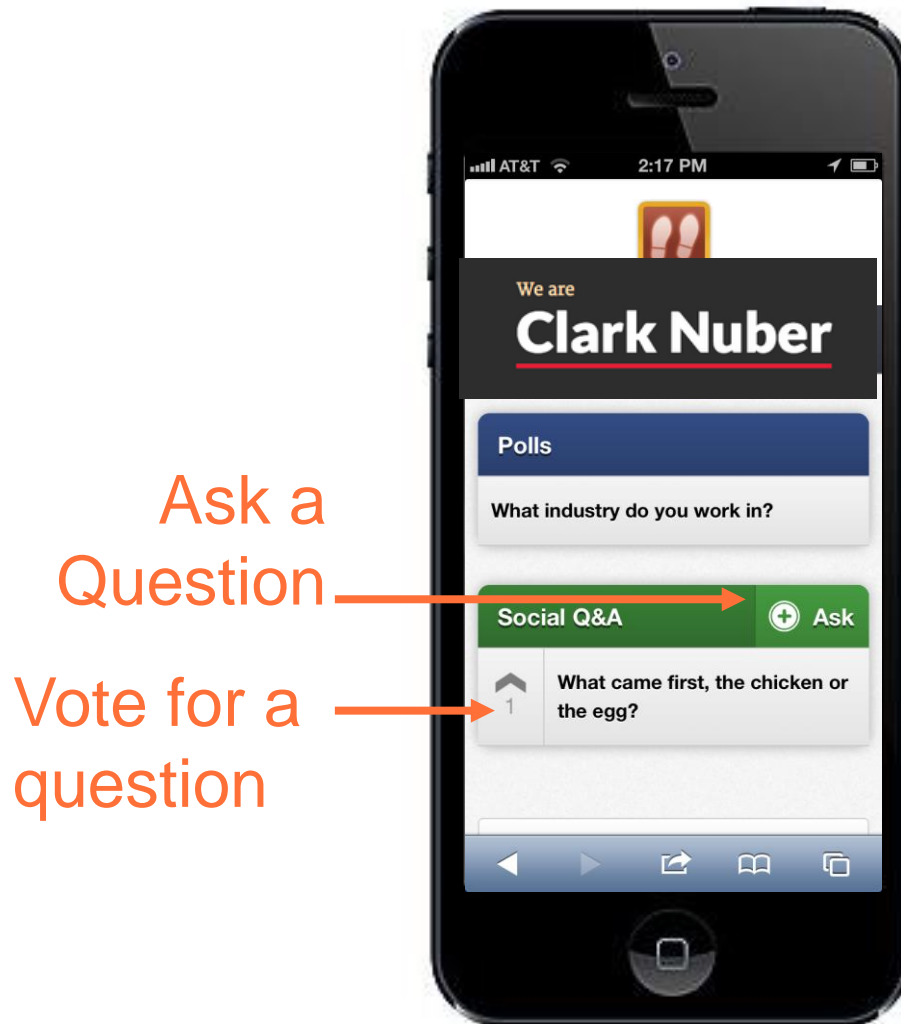 AT&T 2:17 PM
We are
Clark Nuber
Polls
What industry do you work in?
Ask a
Question
Social Q&A Ask
Vote for a
question
1
What came first, the chicken or
the egg?